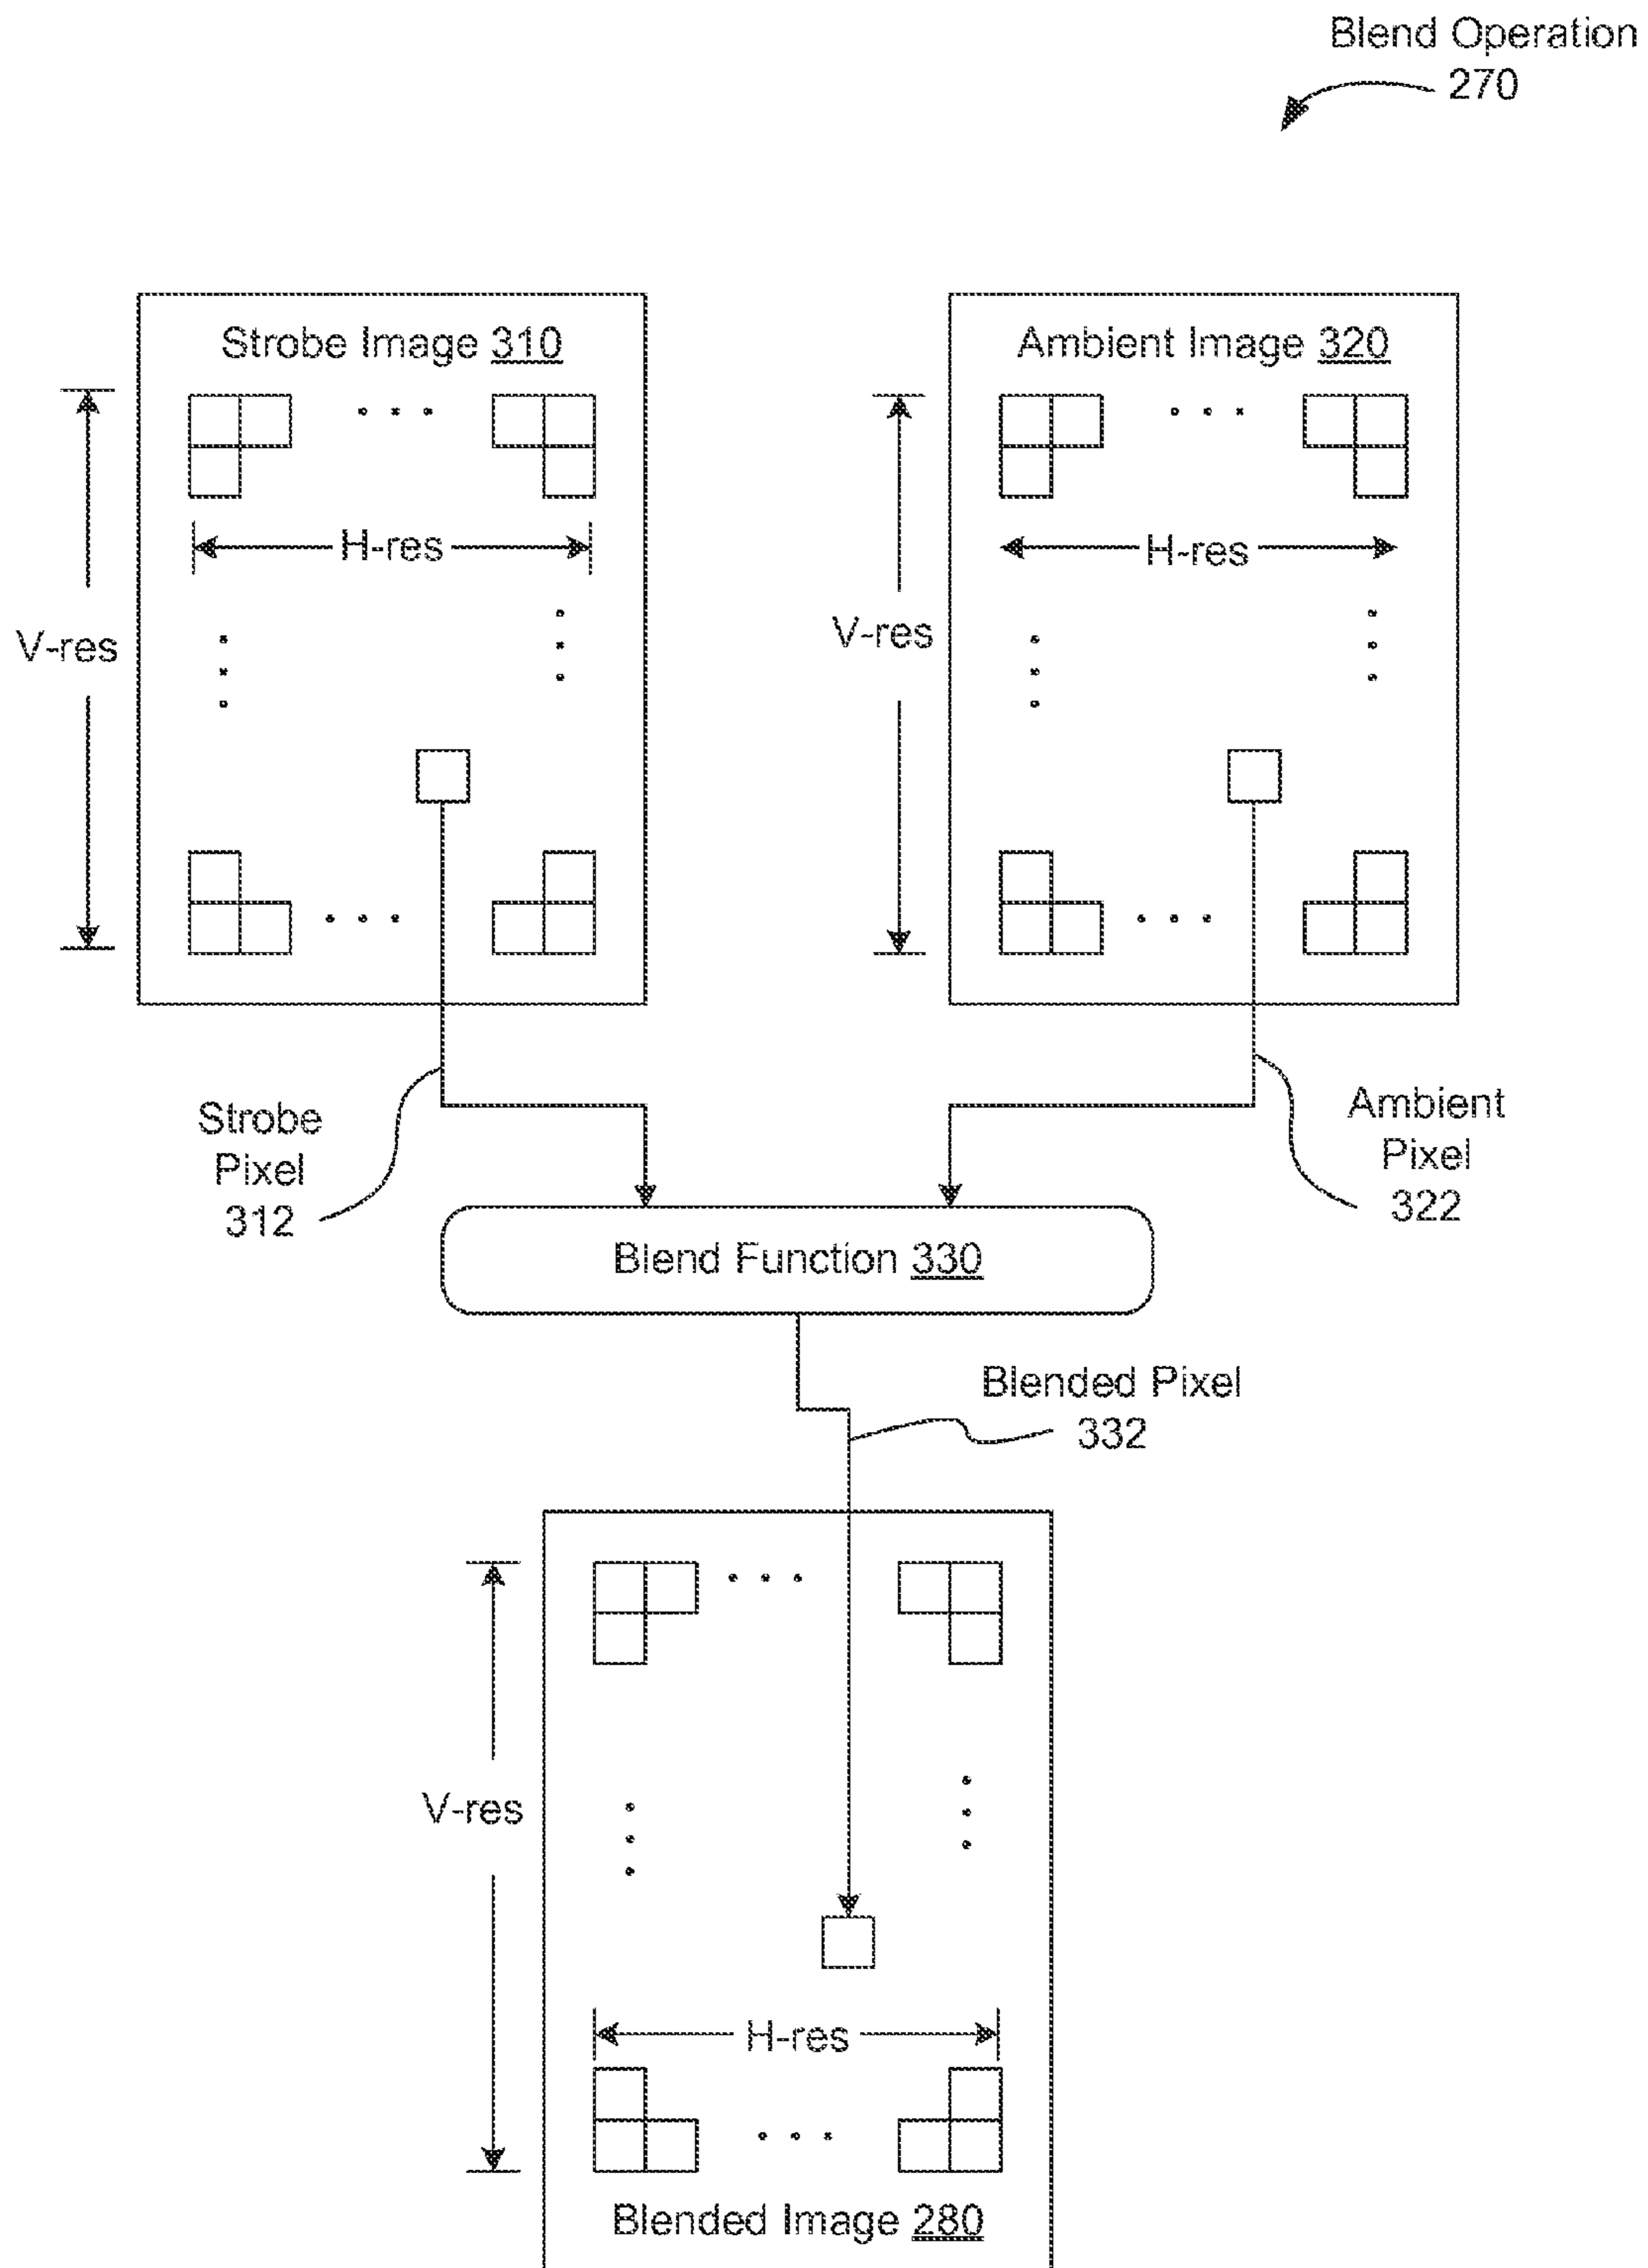 Blend Operation
270
Strobe Image 310
Ambient Image 320
H-res
H-res
V-res
V-res
Strobe
Pixel
312
Ambient
Pixel
322
Blend Function 330
Blended Pixel
332
V-res
H-res
Blended Image 280